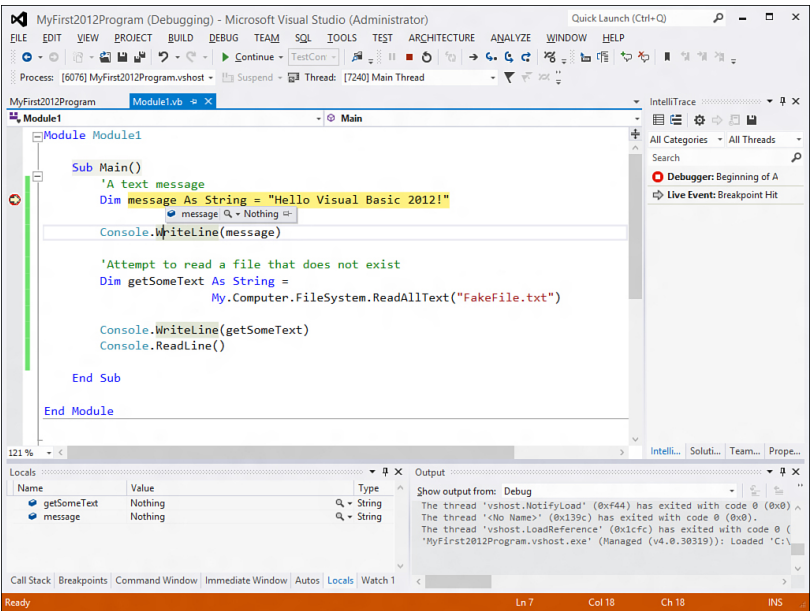 MyFirst2012Program (Debugging) - Microsoft Visual Studio (Administrator)
Quick Launch (Ctrl+Q)
FILE EDIT VIEW PROJECT BUILD DEBUG TEAM SQL TOOLS TEST ARCHITECTURE ANALYZE WINDOW HELP
Continue TestCon
Process: [6076] MyFirst2012Program.vshost Suspend Thread: [7240] Main Thread
MyFirst2012Program Module1.vb
Module1 Main
Module Module1
Sub Main()
'A text message
Dim message As String = "Hello Visual Basic 2012!"
message Nothing
Console.WriteLine(message)
'Attempt to read a file that does not exist
Dim getSomeText As String =
My.Computer.FileSystem.ReadAllText("FakeFile.txt")
Console.WriteLine(getSomeText)
Console.ReadLine()
End Sub
End Module
121 %
IntelliTrace
All Categories All Threads
Search
Debugger: Beginning of A
Live Event: Breakpoint Hit
Intelli... Soluti... Team... Prope...
Locals
Name Value Type
getSomeText Nothing String
message Nothing String
Call Stack Breakpoints Command Window Immediate Window Autos Locals Watch 1
Output
Show output from: Debug
The thread 'vshost.NotifyLoad' (0xf44) has exited with code 0 (0x0)
The thread '<No Name>' (0x139c) has exited with code 0 (0x0).
The thread 'vshost.LoadReference' (0x1cfc) has exited with code 0 (
'MyFirst2012Program.vshost.exe' (Managed (v4.0.30319)): Loaded 'C:\
Ready Ln 7 Col 18 Ch 18 INS